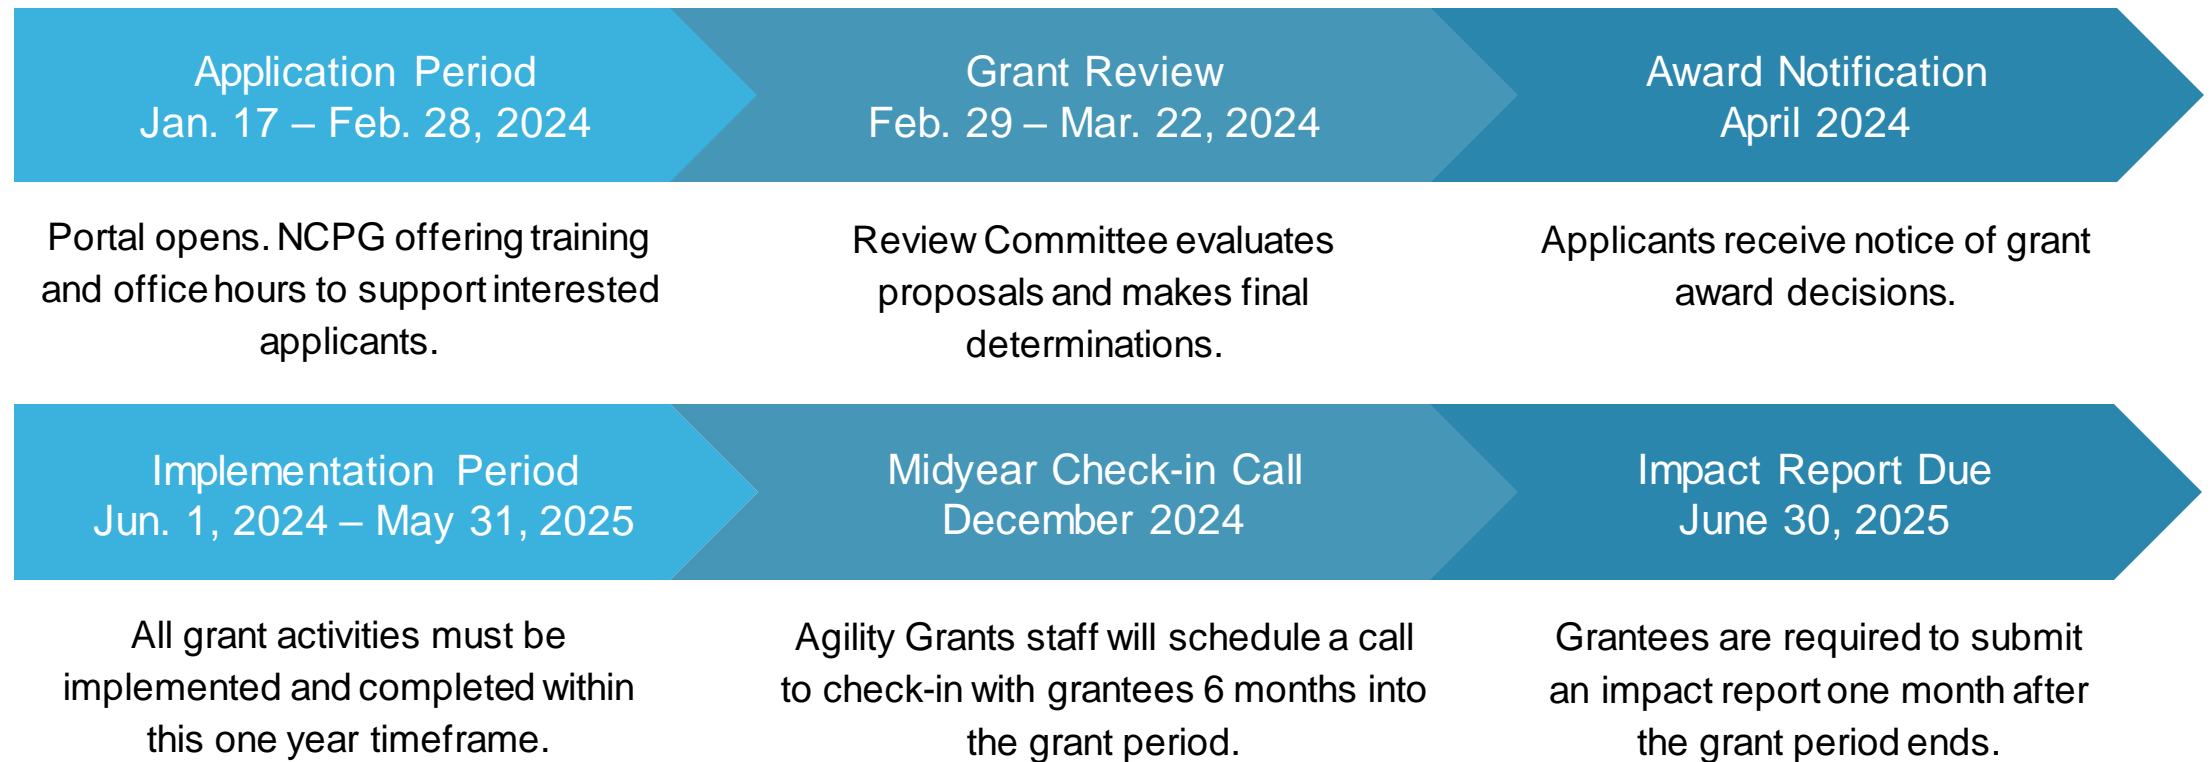 Application Period
Jan. 17 – Feb. 28, 2024
Grant Review
Feb. 29 – Mar. 22, 2024
Award Notification
April 2024
Portal opens. NCPG offering training
and office hours to support interested
applicants.
Review Committee evaluates
proposals and makes final
determinations.
Applicants receive notice of grant
award decisions.
Implementation Period
Jun. 1, 2024 – May 31, 2025
Midyear Check-in Call
December 2024
Impact Report Due
June 30, 2025
All grant activities must be
implemented and completed within
this one year timeframe.
Agility Grants staff will schedule a call
to check-in with grantees 6 months into
the grant period.
Grantees are required to submit
an impact report one month after
the grant period ends.